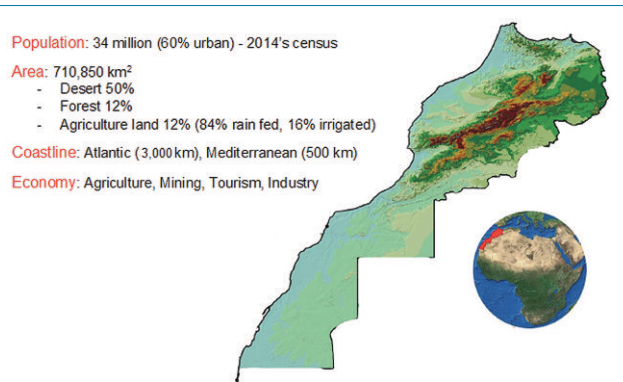 Population: 34 million (60% urban) - 2014's census
Area: 710,850 km²
- Desert 50%
- Forest 12%
- Agriculture land 12% (84% rain fed, 16% irrigated)
Coastline: Atlantic (3,000 km), Mediterranean (500 km)
Economy: Agriculture, Mining, Tourism, Industry